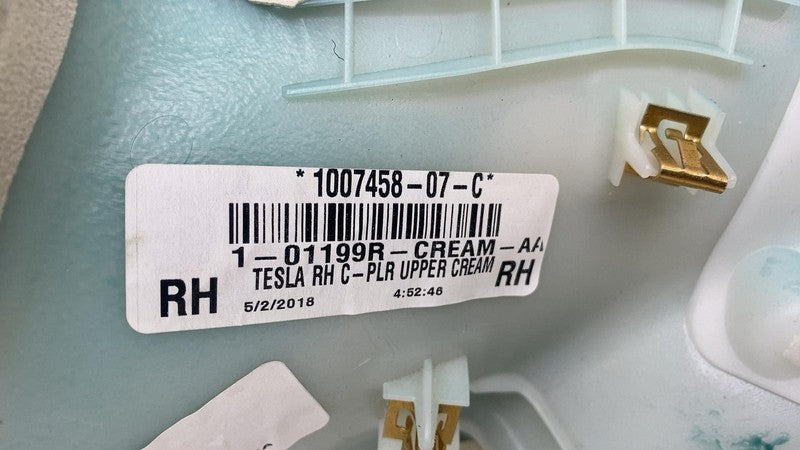 *1007458-07-C*
1-01199R-CREAM-AA
TESLA RH C-PLR UPPER CREAM
RH RH
5/2/2018 4:52:46